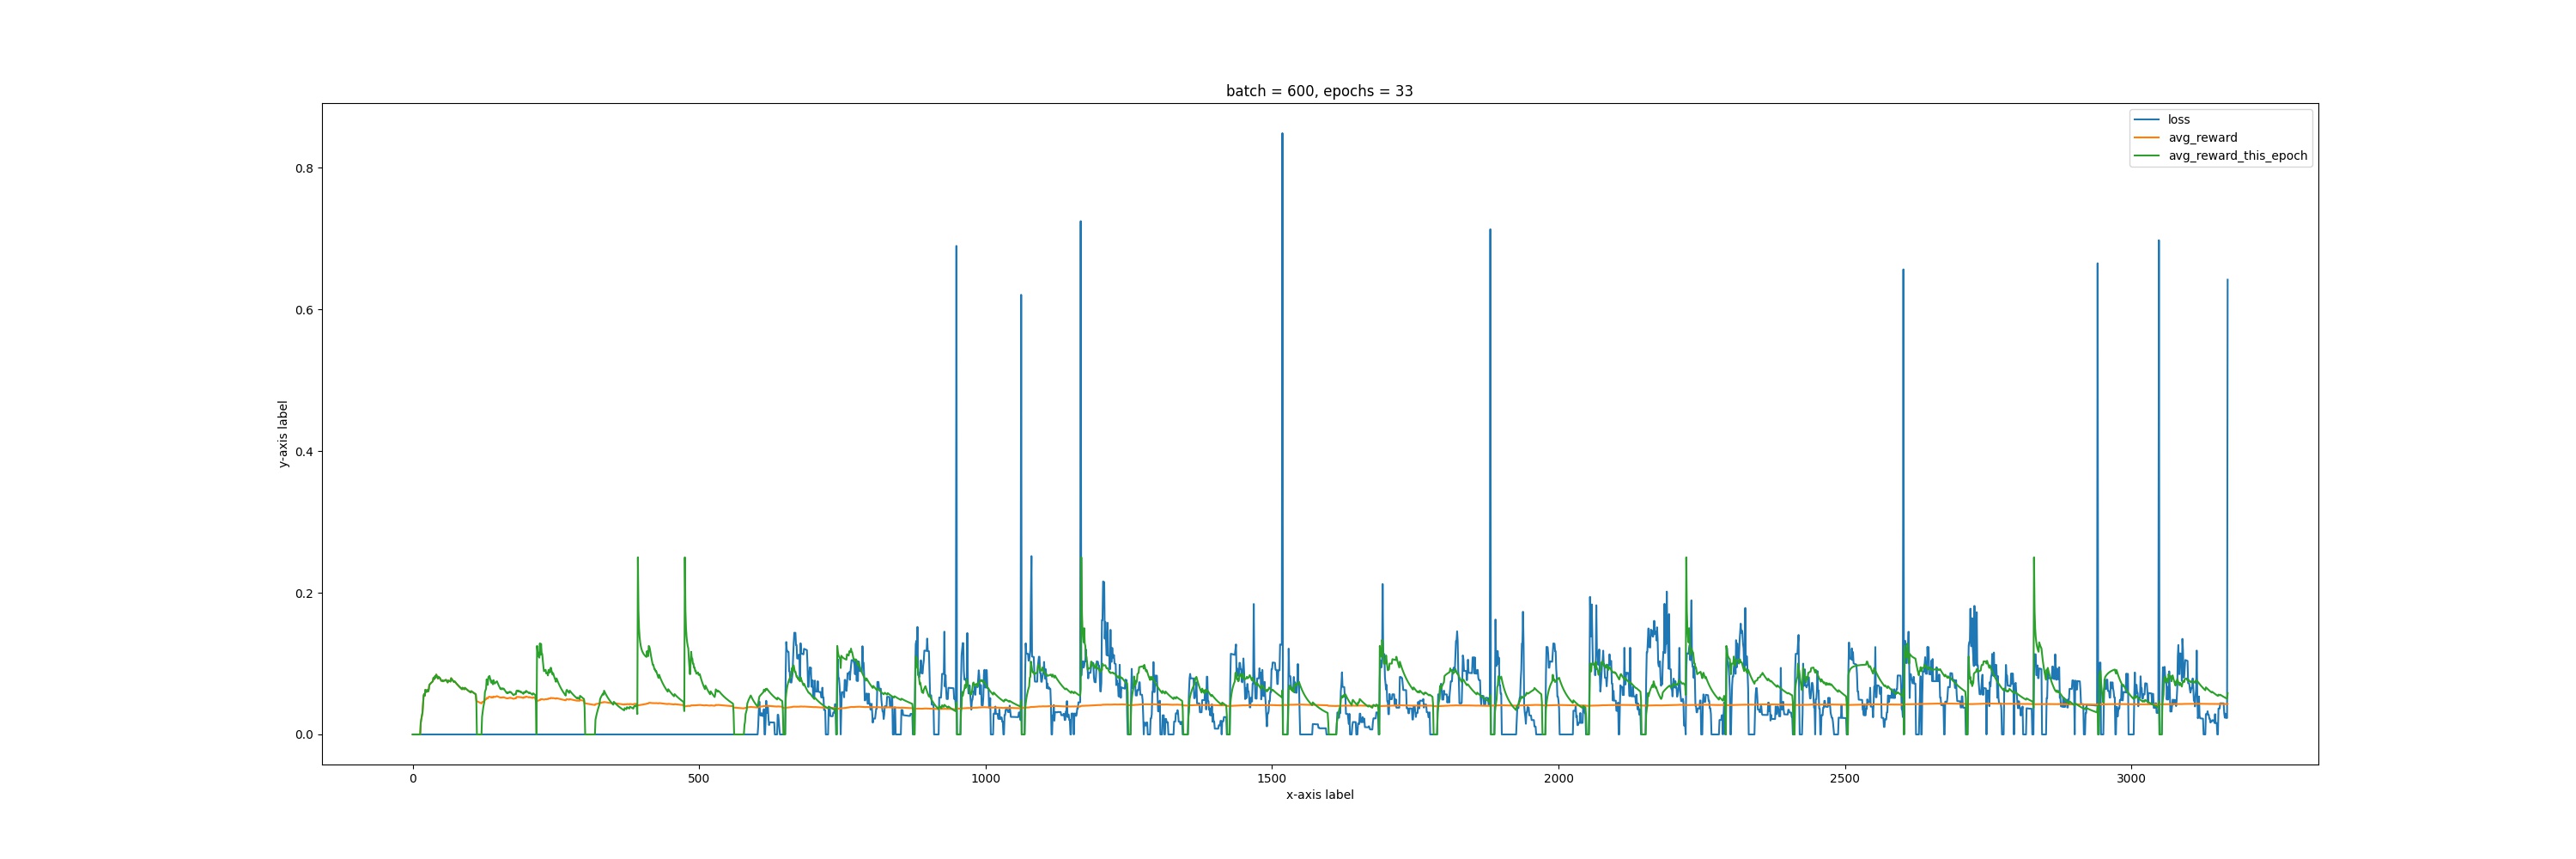 batch = 600, epochs = 33
loss
avg_reward
avg_reward_this_epoch
y-axis label
0.8
0.6
0.4
0.2
0.0
0 500 1000 1500 2000 2500 3000
x-axis label